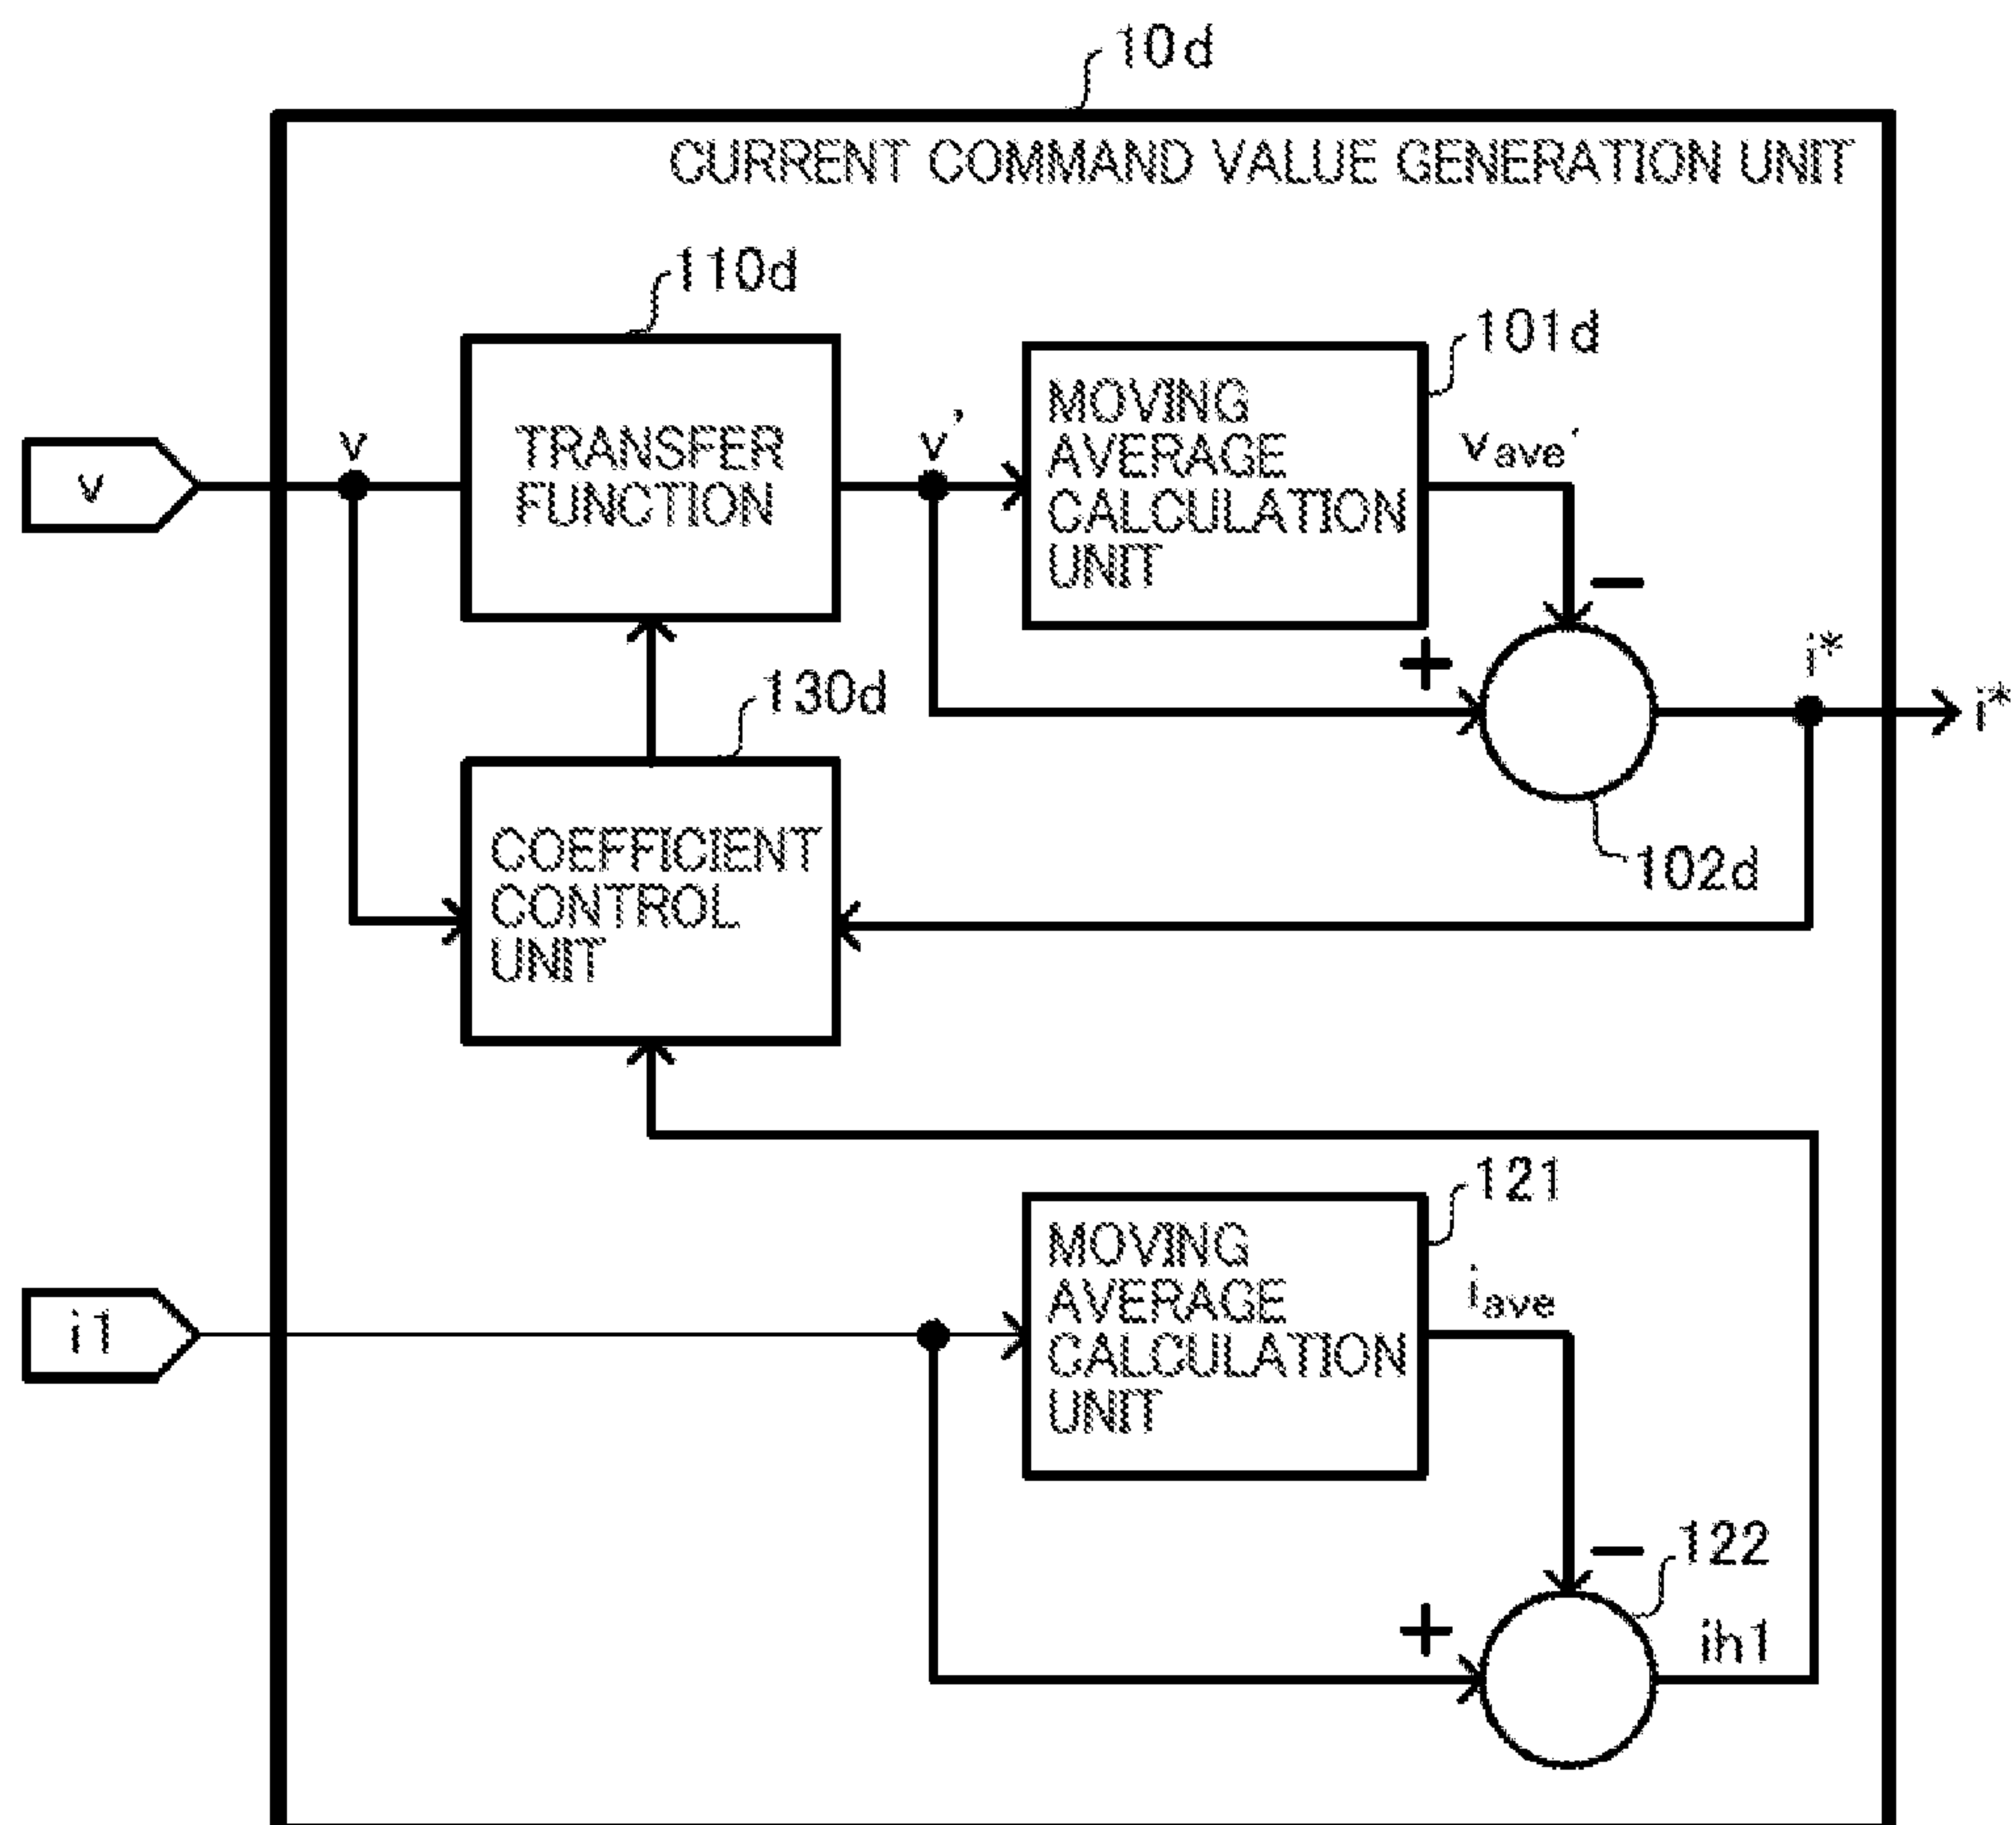 10d
CURRENT COMMAND VALUE GENERATION UNIT
110d
101d
v
v
TRANSFER
FUNCTION
v'
MOVING
AVERAGE
CALCULATION
UNIT
vave'
−
+
i*
i*
102d
130d
COEFFICIENT
CONTROL
UNIT
121
i1
MOVING
AVERAGE
CALCULATION
UNIT
iave
−
122
+
ih1